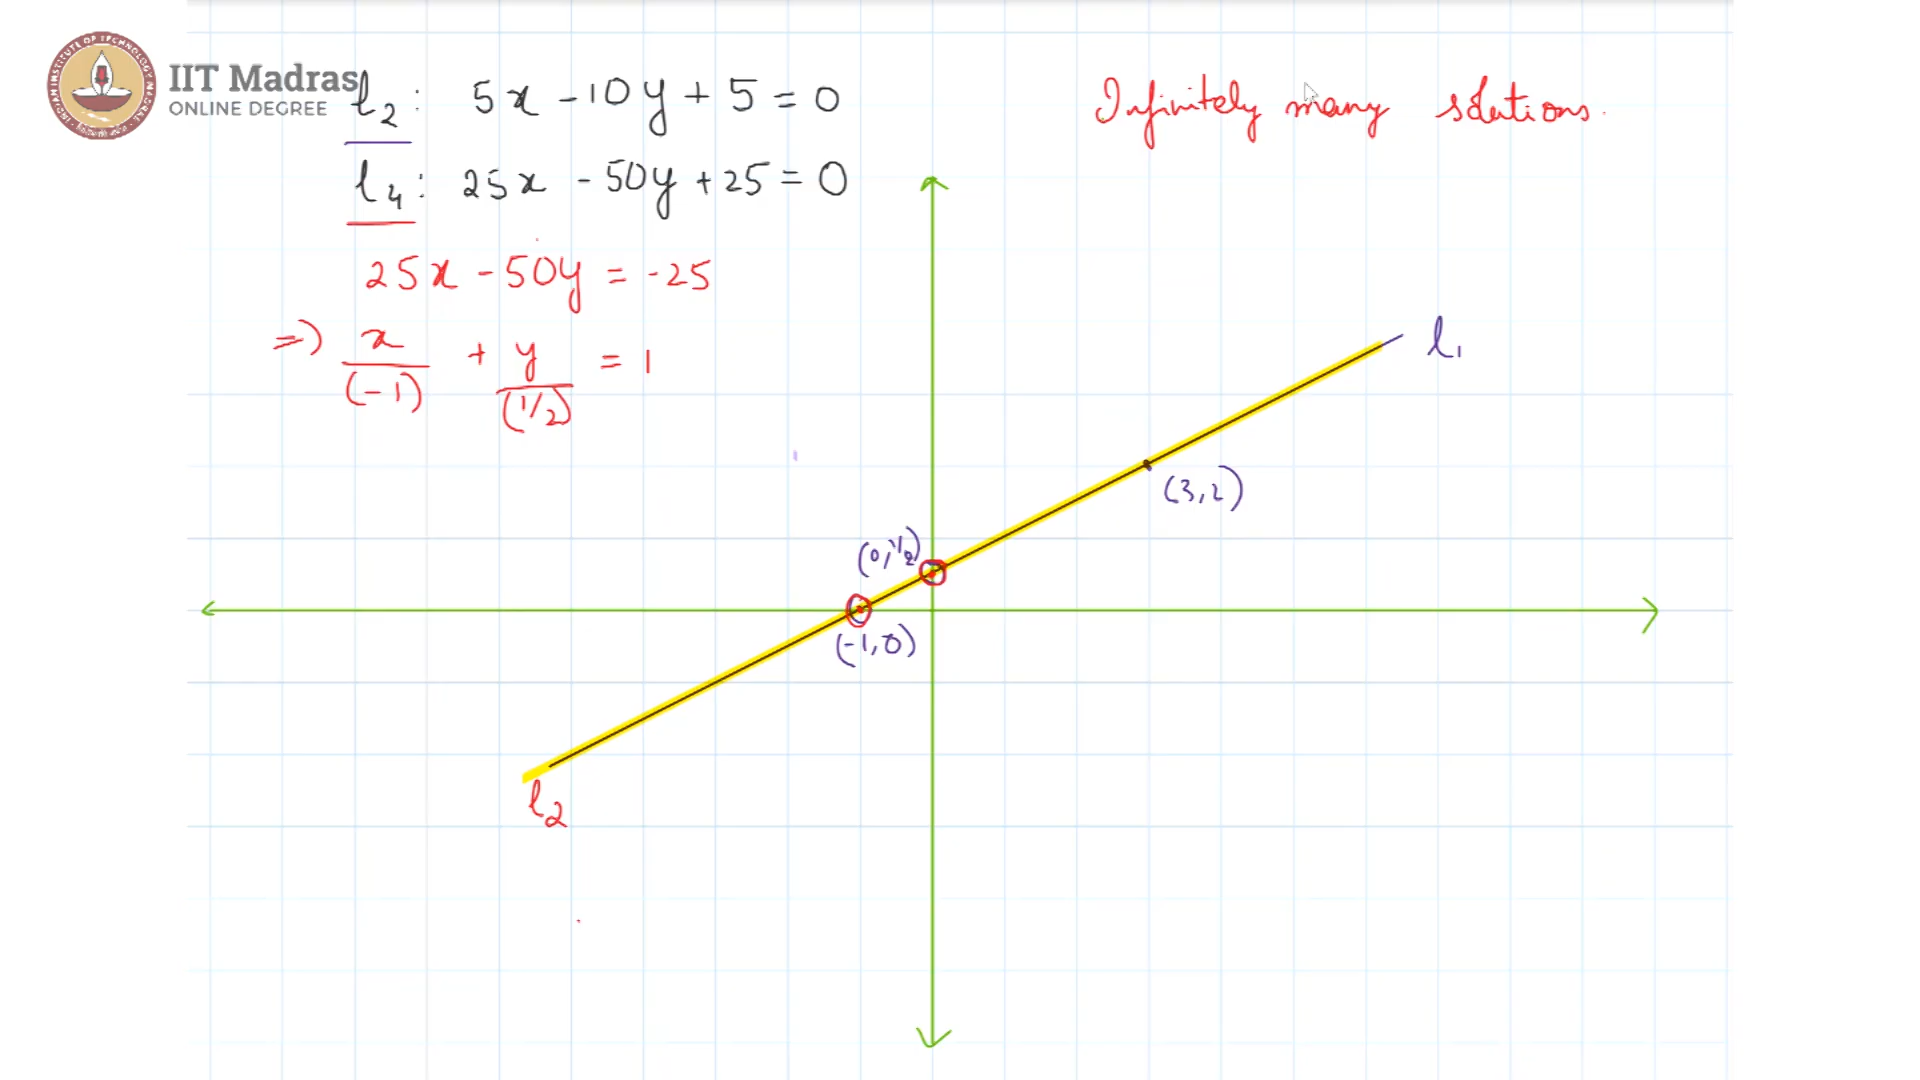 IIT Madras
ONLINE DEGREE
l₂ : 5x - 10y + 5 = 0
l₄ : 25x - 50y + 25 = 0
25x - 50y = -25
=> x/(-1) + y/(1/2) = 1
Infinitely many solutions.
l₁
(3, 2)
(0, 1/2)
(-1, 0)
l₂